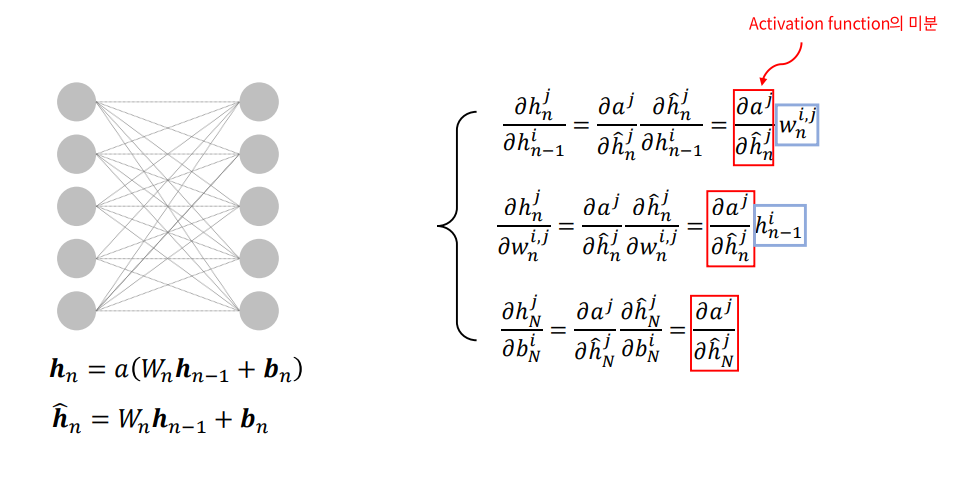 Activation function의 미분
∂h_n^j / ∂h_{n-1}^i = ∂a^j / ∂ĥ_n^j ∂ĥ_n^j / ∂h_{n-1}^i = ∂a^j / ∂ĥ_n^j w_n^{i,j}
∂h_n^j / ∂w_n^{i,j} = ∂a^j / ∂ĥ_n^j ∂ĥ_n^j / ∂w_n^{i,j} = ∂a^j / ∂ĥ_n^j h_{n-1}^i
∂h_N^j / ∂b_N^i = ∂a^j / ∂ĥ_N^j ∂ĥ_N^j / ∂b_N^i = ∂a^j / ∂ĥ_N^j
h_n = a(W_n h_{n-1} + b_n)
ĥ_n = W_n h_{n-1} + b_n